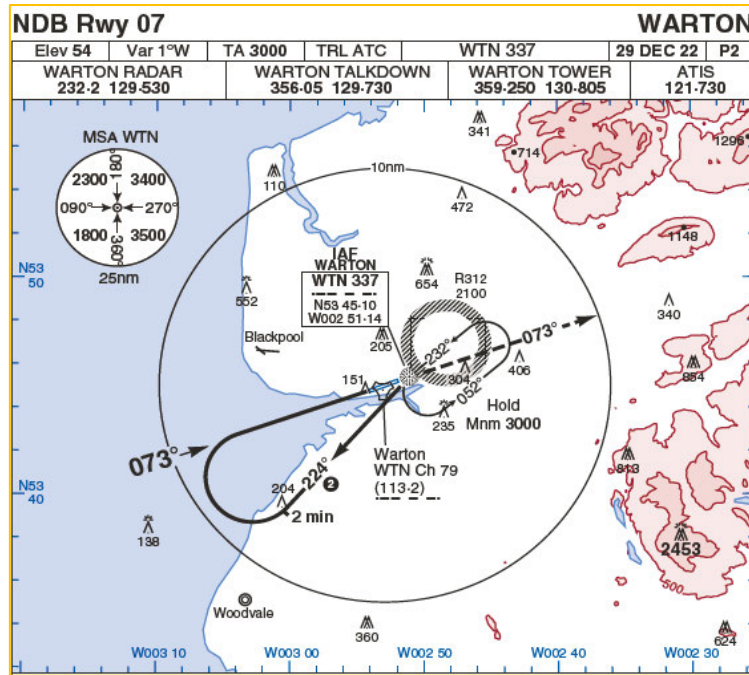 NDB Rwy 07 WARTON
Elev 54 Var 1°W TA 3000 TRL ATC WTN 337 29 DEC 22 P2
WARTON RADAR
232·2 129·530
WARTON TALKDOWN
356·05 129·730
WARTON TOWER
359·250 130·805
ATIS
121·730
MSA WTN
180°
2300 3400
090° 270°
1800 3500
360°
25nm
10nm
341
714
1296
110
472
1148
N53
50
IAF
WARTON
WTN 337
N53 45·10
W002 51·14
654
R312
2100
552
340
Blackpool
205
232°
073°
151
304
406
854
052°
235
Hold
Mnm 3000
073°
Warton
WTN Ch 79
(113·2)
224°
2
813
N53
40
204
2 min
138
2453
500
Woodvale
360
624
W003 10 W003 00 W002 50 W002 40 W002 30